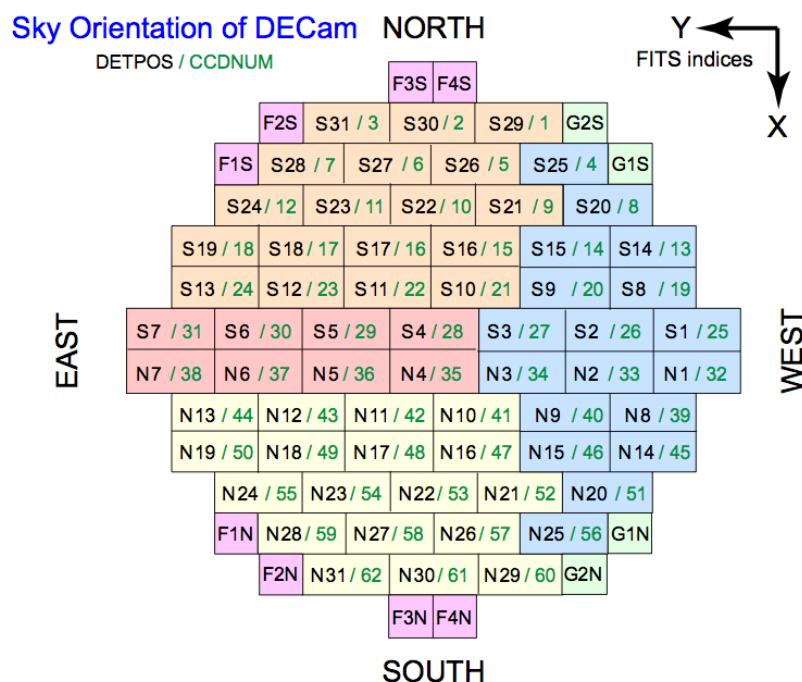 Sky Orientation of DECam NORTH Y
DETPOS / CCDNUM FITS indices
X
F3S F4S
F2S S31 / 3 S30 / 2 S29 / 1 G2S
F1S S28 / 7 S27 / 6 S26 / 5 S25 / 4 G1S
S24 / 12 S23 / 11 S22 / 10 S21 / 9 S20 / 8
S19 / 18 S18 / 17 S17 / 16 S16 / 15 S15 / 14 S14 / 13
S13 / 24 S12 / 23 S11 / 22 S10 / 21 S9 / 20 S8 / 19
S7 / 31 S6 / 30 S5 / 29 S4 / 28 S3 / 27 S2 / 26 S1 / 25
EAST WEST
N7 / 38 N6 / 37 N5 / 36 N4 / 35 N3 / 34 N2 / 33 N1 / 32
N13 / 44 N12 / 43 N11 / 42 N10 / 41 N9 / 40 N8 / 39
N19 / 50 N18 / 49 N17 / 48 N16 / 47 N15 / 46 N14 / 45
N24 / 55 N23 / 54 N22 / 53 N21 / 52 N20 / 51
F1N N28 / 59 N27 / 58 N26 / 57 N25 / 56 G1N
F2N N31 / 62 N30 / 61 N29 / 60 G2N
F3N F4N
SOUTH